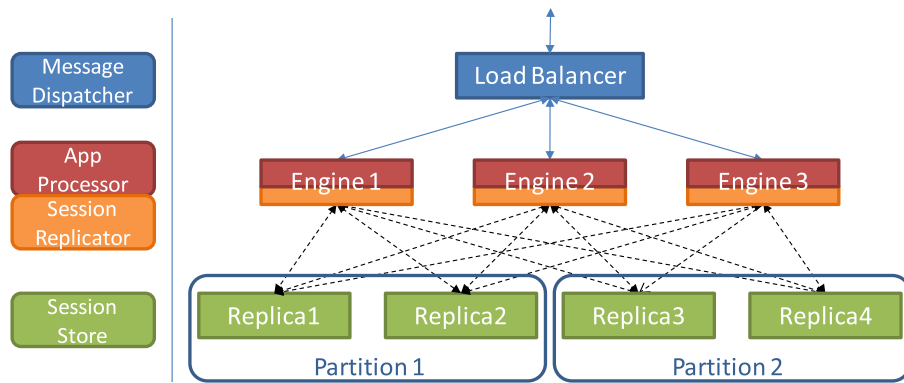 Message
Dispatcher
App
Processor
Session
Replicator
Session
Store
Load Balancer
Engine 1
Engine 2
Engine 3
Replica1
Replica2
Replica3
Replica4
Partition 1
Partition 2